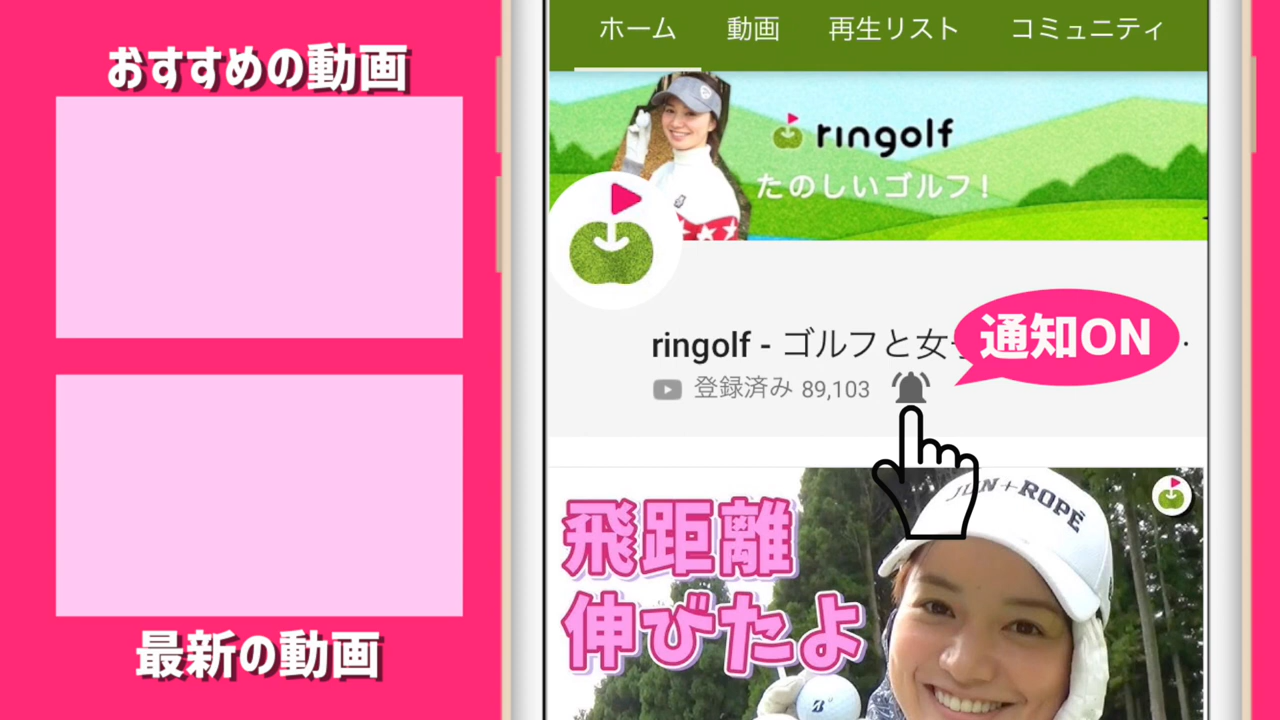 おすすめの動画
最新の動画
ホーム 動画 再生リスト コミュニティ
ringolf
たのしいゴルフ!
ringolf - ゴルフと女
通知ON
登録済み 89,103
JUN+ROPÉ
飛距離
伸びたよ
B